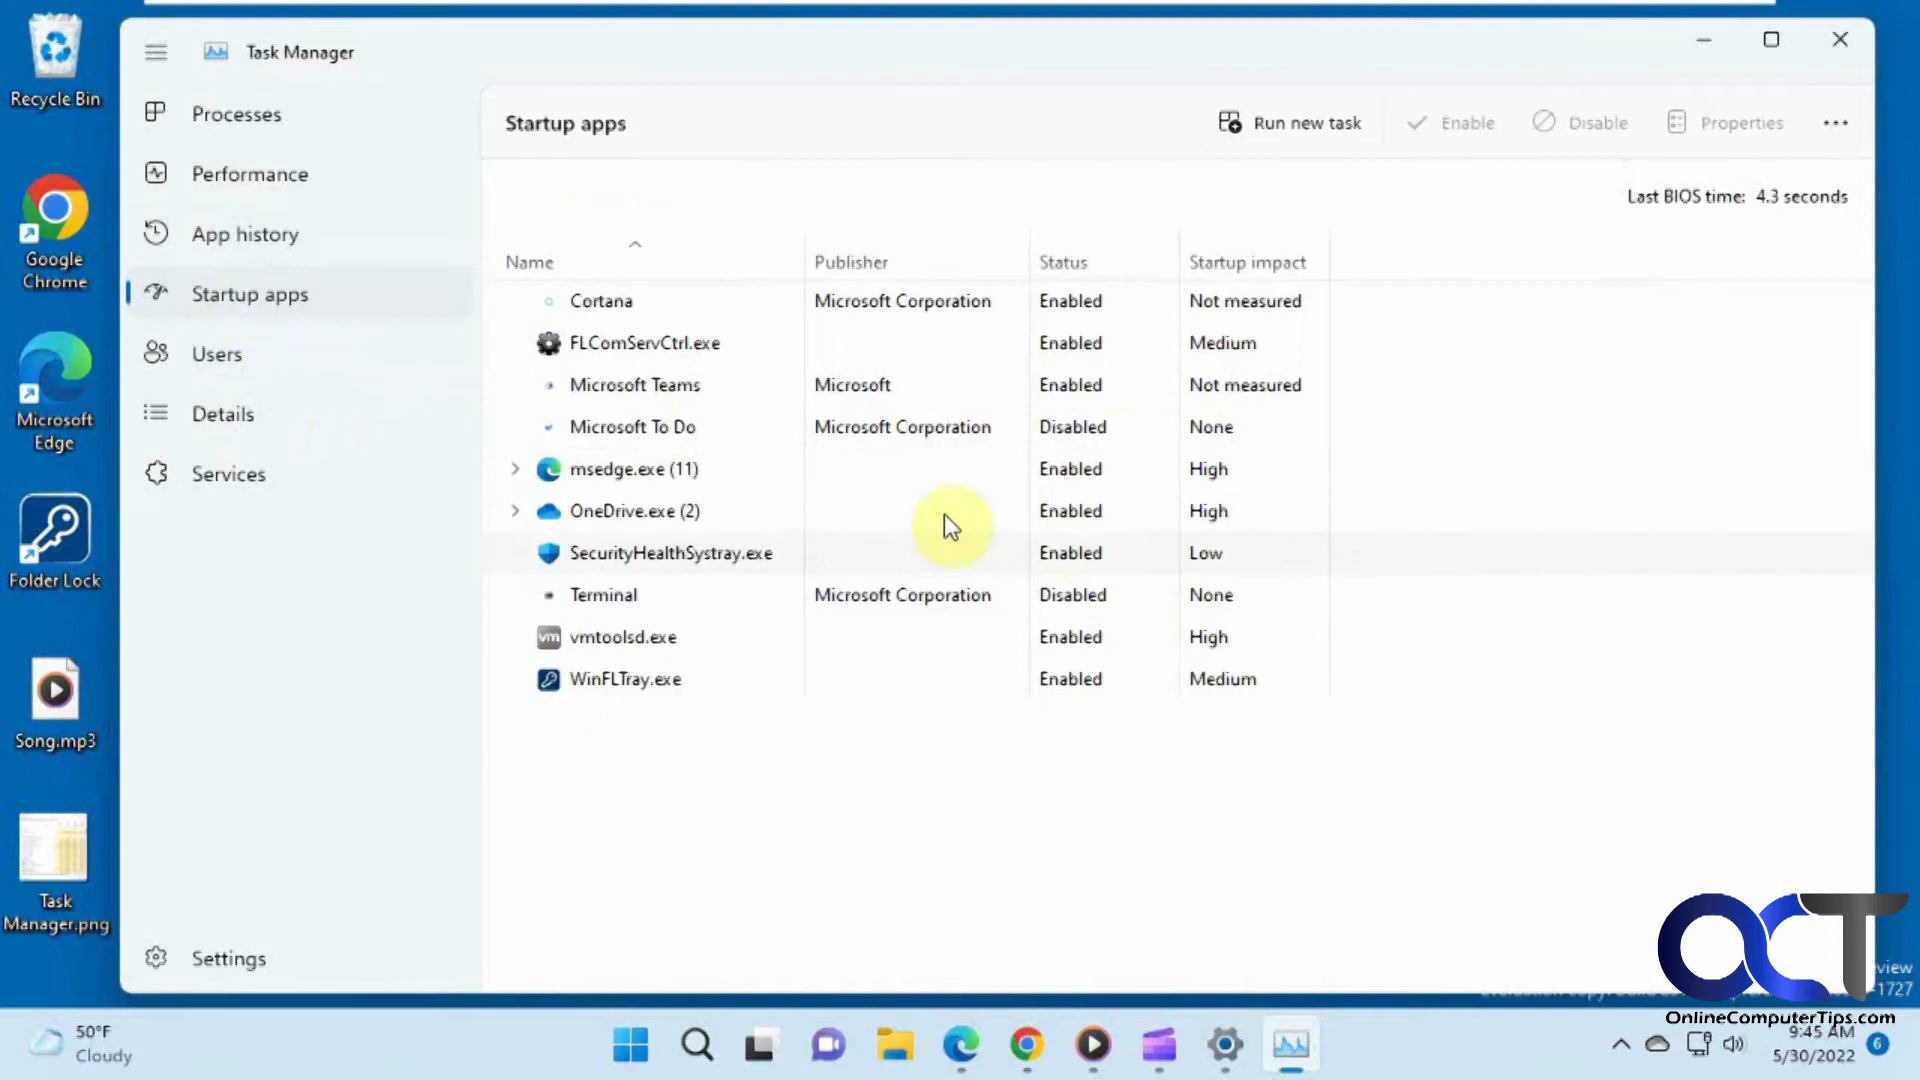 Recycle Bin
Google
Chrome
Microsoft
Edge
Folder Lock
Song.mp3
Task
Manager.png
Task Manager
Processes
Performance
App history
Startup apps
Users
Details
Services
Settings
Startup apps
Run new task
Enable
Disable
Properties
Last BIOS time: 4.3 seconds
Name Publisher Status Startup impact
Cortana Microsoft Corporation Enabled Not measured
FLComServCtrl.exe Enabled Medium
Microsoft Teams Microsoft Enabled Not measured
Microsoft To Do Microsoft Corporation Disabled None
msedge.exe (11) Enabled High
OneDrive.exe (2) Enabled High
SecurityHealthSystray.exe Enabled Low
Terminal Microsoft Corporation Disabled None
vm vmtoolsd.exe Enabled High
WinFLTray.exe Enabled Medium
OCT
OnlineComputerTips.com
50°F
Cloudy
9:45 AM
5/30/2022
6